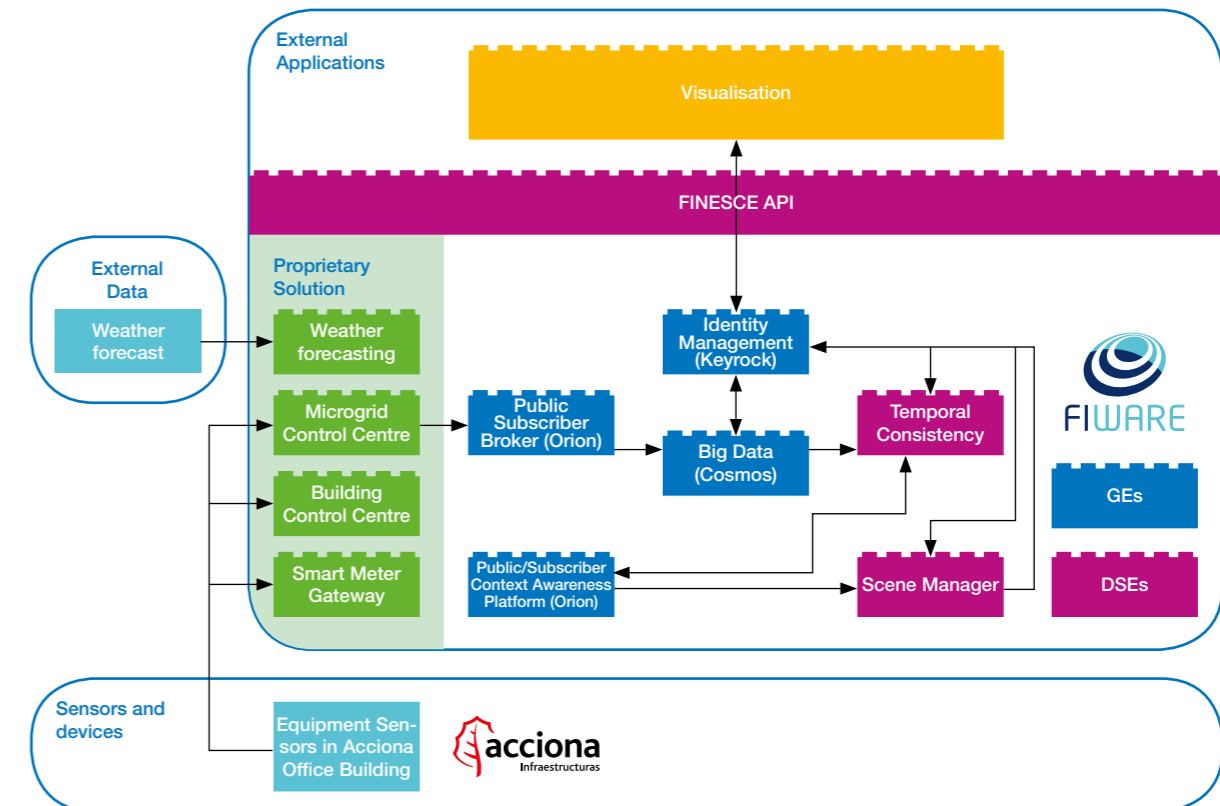 External
Applications
Visualisation
FINESCE API
External
Data
Weather
forecast
Proprietary
Solution
Weather
forecasting
Microgrid
Control Centre
Building
Control Centre
Smart Meter
Gateway
Public
Subscriber
Broker (Orion)
Identity
Management
(Keyrock)
Big Data
(Cosmos)
Temporal
Consistency
Public/Subscriber
Context Awareness
Platform (Orion)
Scene Manager
FIWARE
GEs
DSEs
Sensors and
devices
Equipment Sen-
sors in Acciona
Office Building
acciona
Infraestructuras